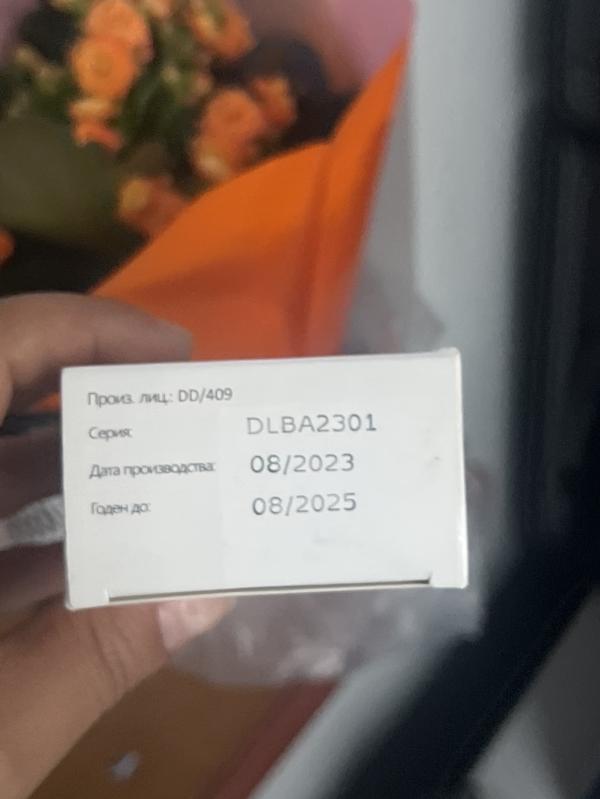 Произ. лиц.: DD/409
Серия: DLBA2301
Дата производства: 08/2023
Годен до: 08/2025